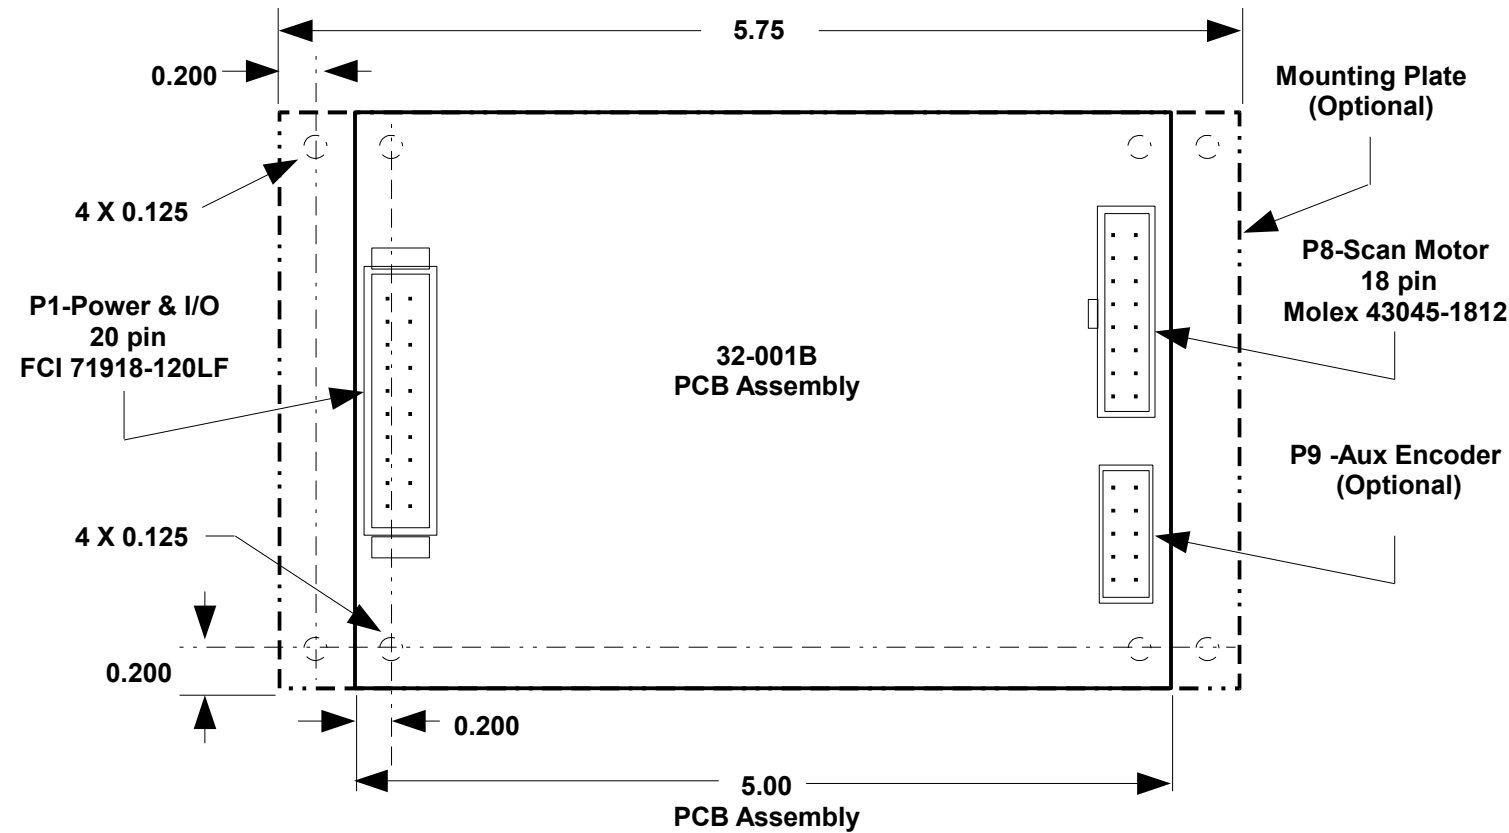 5.75
0.200
Mounting Plate
(Optional)
4 X 0.125
P8-Scan Motor
18 pin
Molex 43045-1812
P1-Power & I/O
20 pin
FCI 71918-120LF
32-001B
PCB Assembly
P9 -Aux Encoder
(Optional)
4 X 0.125
0.200
0.200
5.00
PCB Assembly